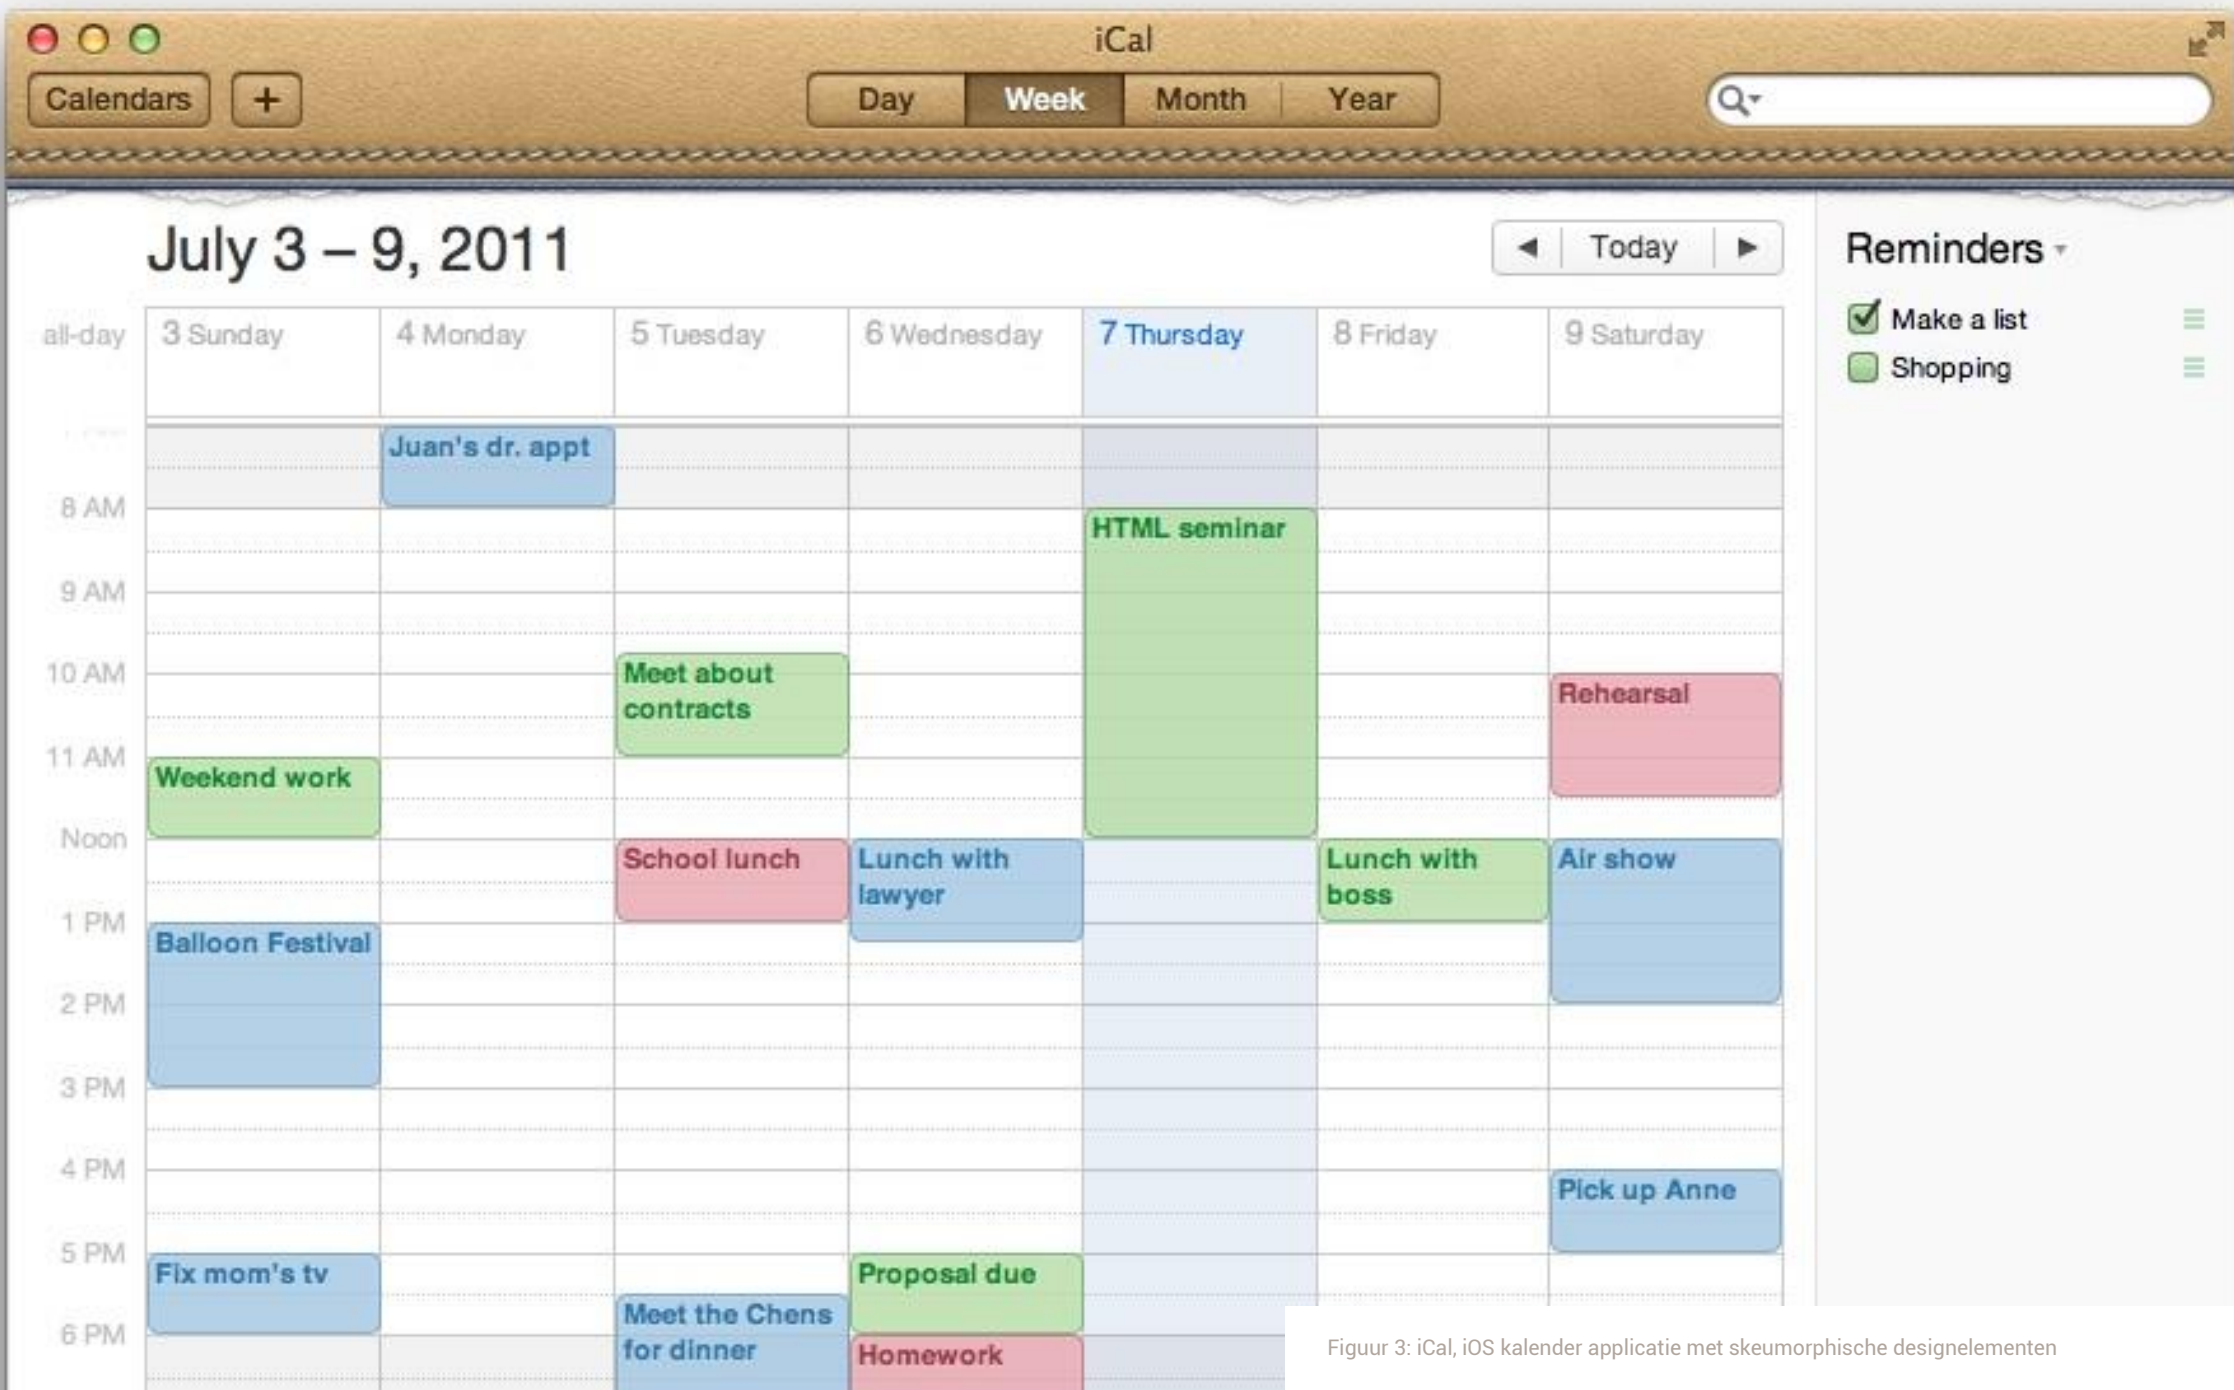 iCal
Calendars + Day Week Month Year
July 3 – 9, 2011
Today
Reminders
Make a list
Shopping
all-day 3 Sunday 4 Monday 5 Tuesday 6 Wednesday 7 Thursday 8 Friday 9 Saturday
Juan's dr. appt
8 AM
HTML seminar
9 AM
10 AM
Meet about
contracts
Rehearsal
11 AM
Weekend work
Noon
School lunch
Lunch with
lawyer
Lunch with
boss
Air show
1 PM
Balloon Festival
2 PM
3 PM
4 PM
Pick up Anne
5 PM
Fix mom's tv
Proposal due
Meet the Chens
for dinner
6 PM
Homework
Figuur 3: iCal, iOS kalender applicatie met skeumorphische designelementen